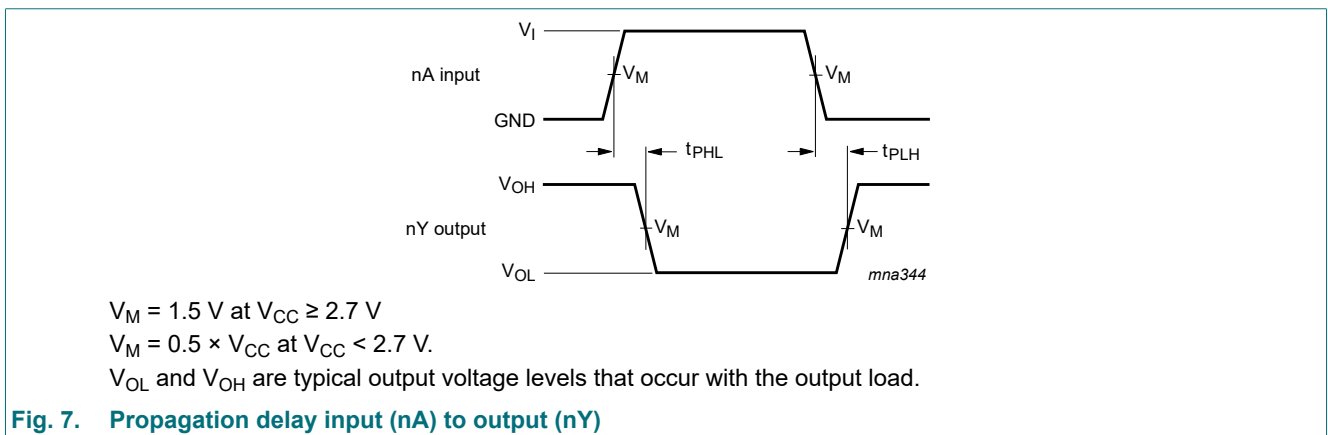 V_I
nA input
V_M
V_M
GND
t_PHL
t_PLH
V_OH
nY output
V_M
V_M
V_OL
mna344
V_M = 1.5 V at V_CC ≥ 2.7 V
V_M = 0.5 × V_CC at V_CC < 2.7 V.
V_OL and V_OH are typical output voltage levels that occur with the output load.
Fig. 7. Propagation delay input (nA) to output (nY)